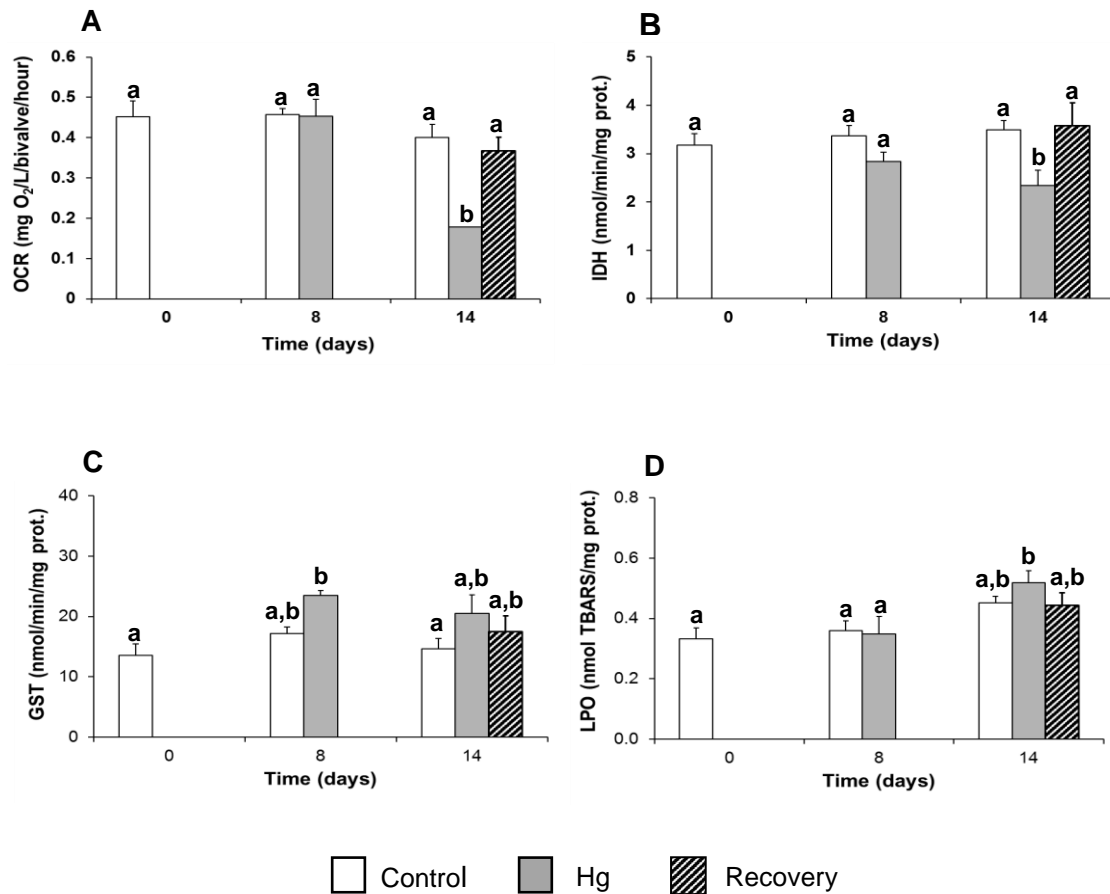 A
OCR (mg O₂/L/bivalve/hour)
0.6
0.5
0.4
0.3
0.2
0.1
0
a
a
a
a
b
a
0
8
14
Time (days)
B
IDH (nmol/min/mg prot.)
5
4
3
2
1
0
a
a
a
a
b
a
0
8
14
Time (days)
C
GST (nmol/min/mg prot.)
40
30
20
10
0
a
a,b
b
a
a,b
a,b
0
8
14
Time (days)
D
LPO (nmol TBARS/mg prot.)
0.8
0.6
0.4
0.2
0.0
a
a
a
a,b
b
a,b
0
8
14
Time (days)
Control
Hg
Recovery